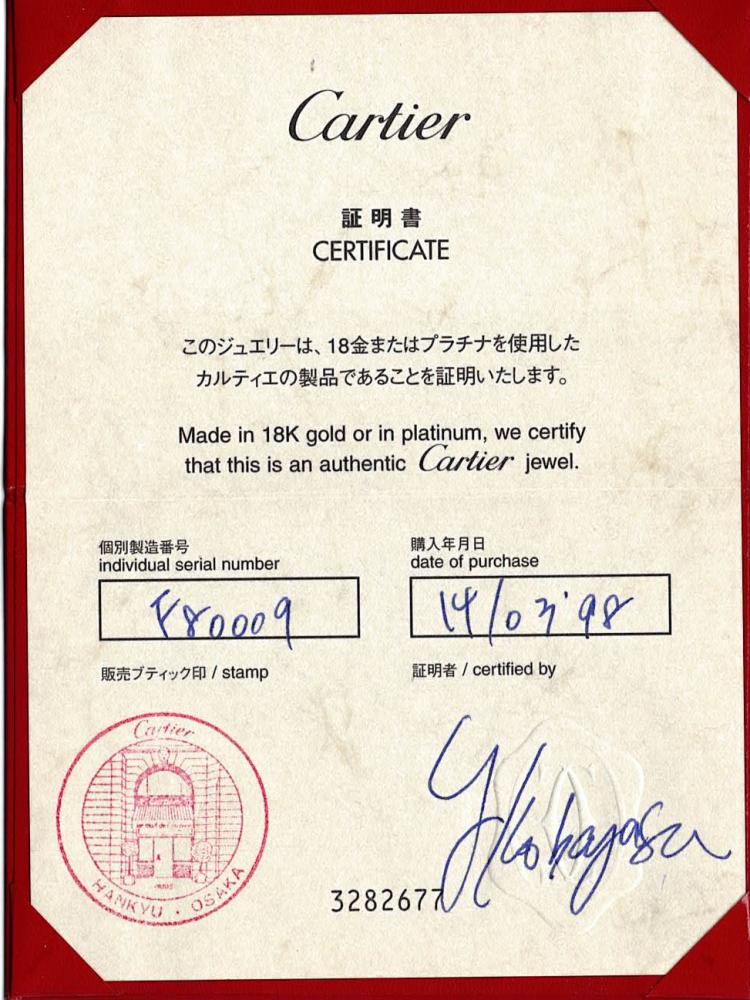 Cartier
証明書
CERTIFICATE
このジュエリーは、18金またはプラチナを使用した
カルティエの製品であることを証明いたします。
Made in 18K gold or in platinum, we certify
that this is an authentic Cartier jewel.
個別製造番号
individual serial number
F80009
購入年月日
date of purchase
14/03'98
販売ブティック印 / stamp
証明者 / certified by
Cartier
HANKYU · OSAKA
3282677